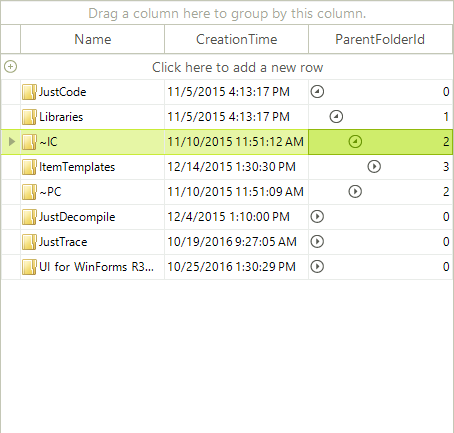 Drag a column here to group by this column.
Name CreationTime ParentFolderId
Click here to add a new row
JustCode 11/5/2015 4:13:17 PM 0
Libraries 11/5/2015 4:13:17 PM 1
~IC 11/10/2015 11:51:12 AM 2
ItemTemplates 12/14/2015 1:30:30 PM 3
~PC 11/10/2015 11:51:09 AM 2
JustDecompile 12/4/2015 1:10:00 PM 0
JustTrace 10/19/2016 9:27:05 AM 0
UI for WinForms R3... 10/25/2016 1:30:29 PM 0